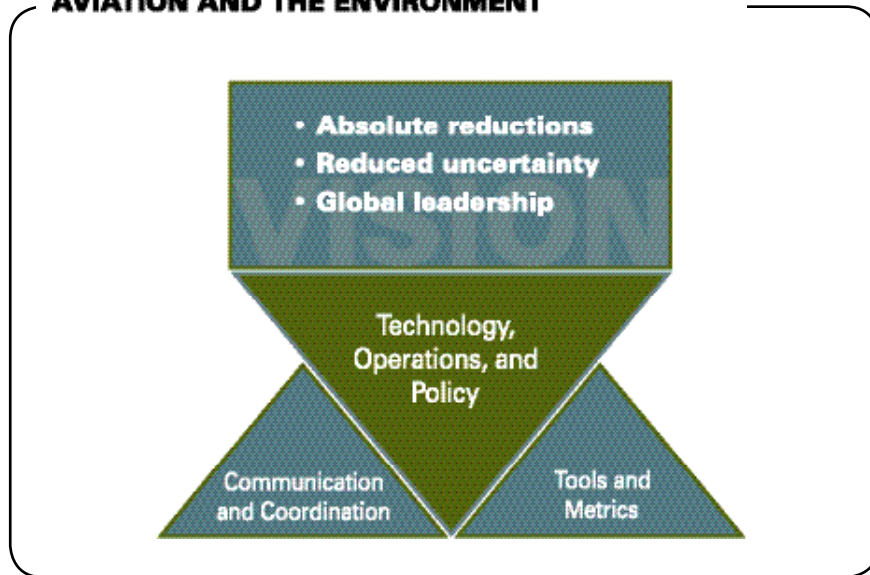 AVIATION AND THE ENVIRONMENT
• Absolute reductions
• Reduced uncertainty
• Global leadership
VISION
Technology,
Operations, and
Policy
Communication
and Coordination
Tools and
Metrics